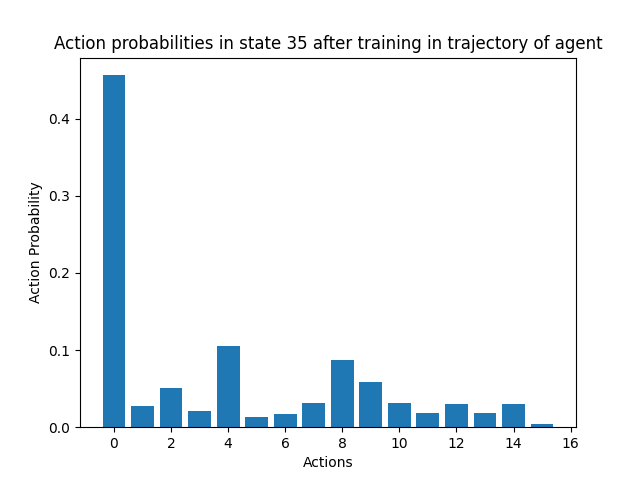 Action probabilities in state 35 after training in trajectory of agent
Action Probability
0.4
0.3
0.2
0.1
0.0
0 2 4 6 8 10 12 14 16
Actions